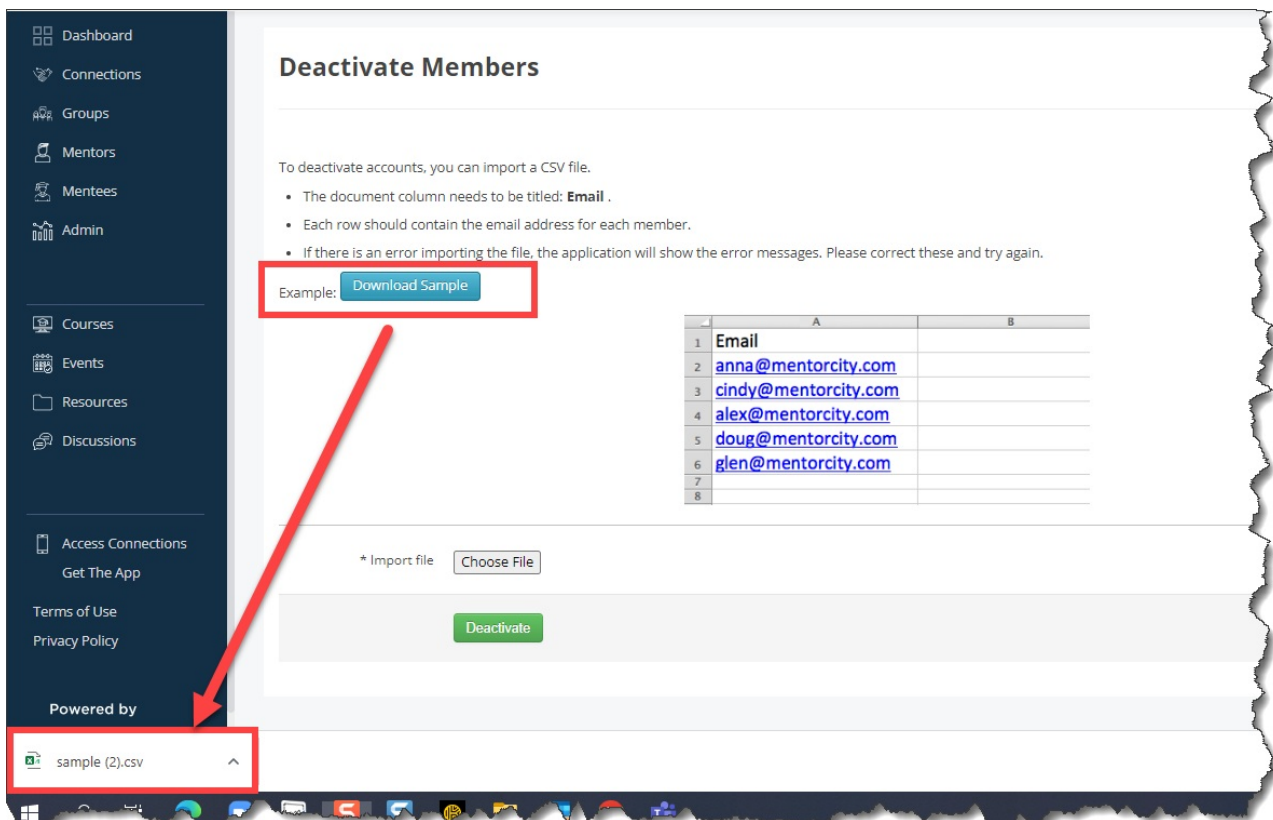 Dashboard
Connections
Groups
Mentors
Mentees
Admin
Courses
Events
Resources
Discussions
Access Connections
Get The App
Terms of Use
Privacy Policy
Powered by
Deactivate Members
To deactivate accounts, you can import a CSV file.
• The document column needs to be titled: Email .
• Each row should contain the email address for each member.
• If there is an error importing the file, the application will show the error messages. Please correct these and try again.
Example: Download Sample
A B
1 Email
2 anna@mentorcity.com
3 cindy@mentorcity.com
4 alex@mentorcity.com
5 doug@mentorcity.com
6 glen@mentorcity.com
7
8
* Import file Choose File
Deactivate
sample (2).csv